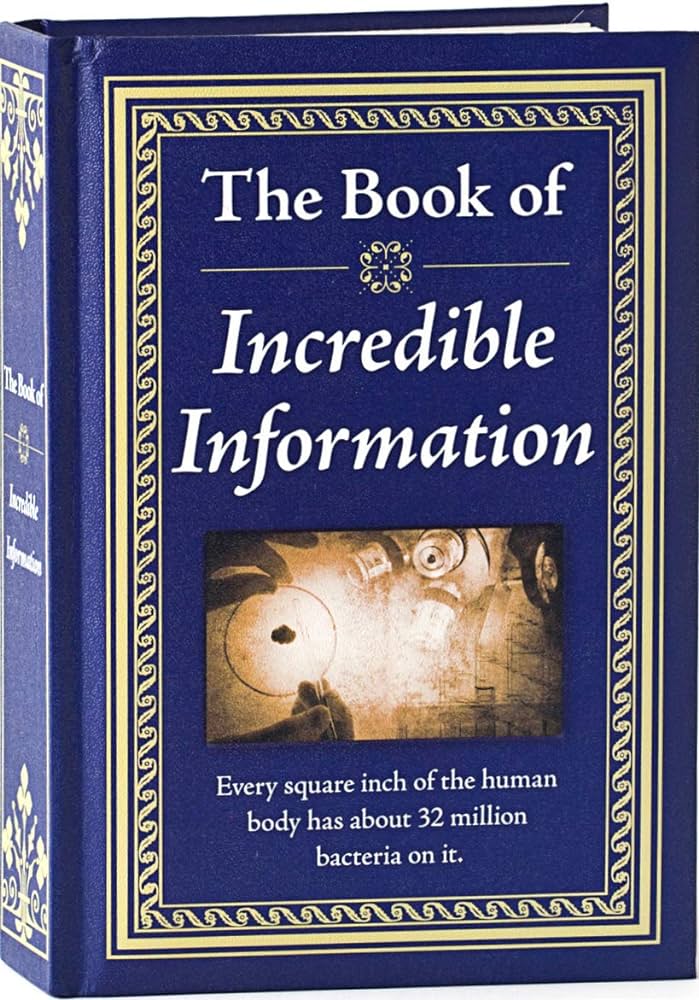 The Book of
Incredible
Information
Every square inch of the human
body has about 32 million
bacteria on it.
The Book of
Incredible
Information